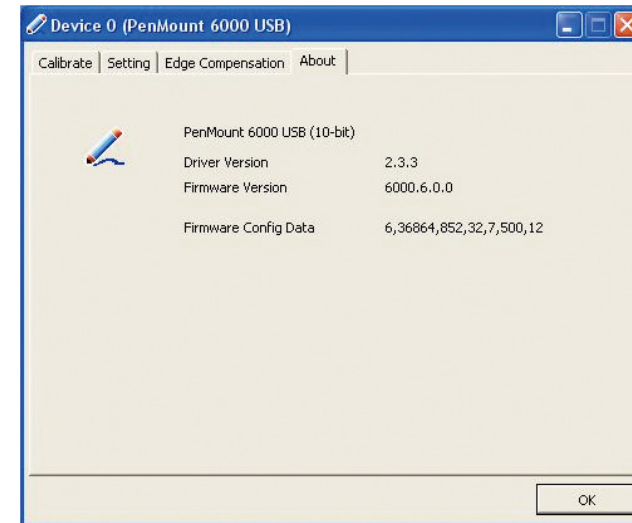 Device 0 (PenMount 6000 USB)
Calibrate Setting Edge Compensation About
PenMount 6000 USB (10-bit)
Driver Version 2.3.3
Firmware Version 6000.6.0.0
Firmware Config Data 6,36864,852,32,7,500,12
OK